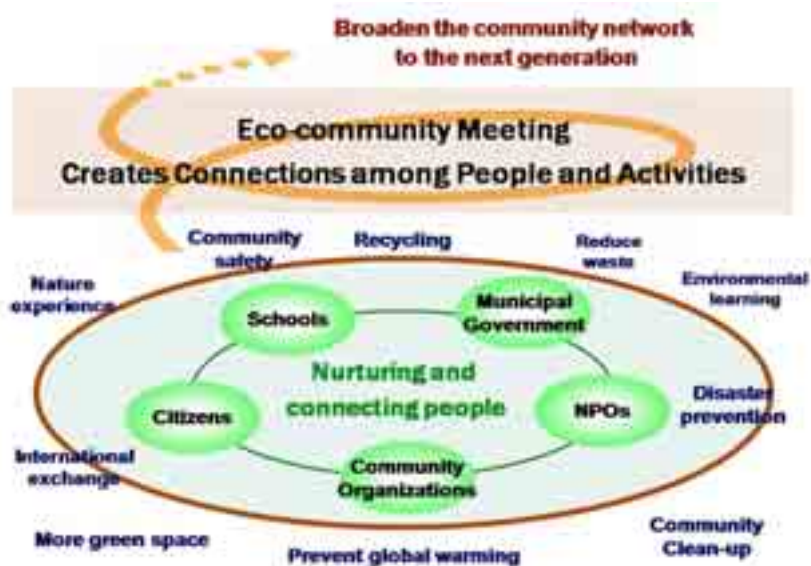 Broaden the community network
to the next generation
Eco-community Meeting
Creates Connections among People and Activities
Community
safety
Recycling
Reduce
waste
Nature
experience
Environmental
learning
Schools
Municipal
Government
Nurturing and
connecting people
Citizens
NPOs
Disaster
prevention
Community
Organizations
International
exchange
More green space
Prevent global warming
Community
Clean-up